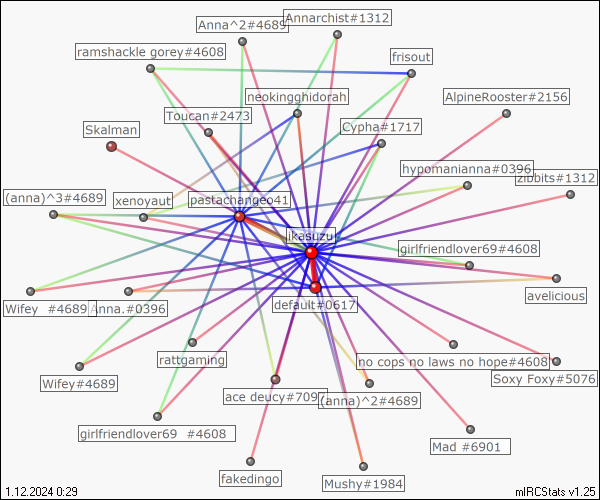 Anna^2#4689
Annarchist#1312
ramshackle gorey#4608
frisout
neokingghidorah
AlpineRooster#2156
Toucan#2473
Cypha#1717
Skalman
hypomanianna#0396
zibbits#1312
(anna)^3#4689
xenoyaut
pastachangeo41
ikasuzu
girlfriendlover69#4608
avelicious
Wifey  #4689
Anna.#0396
default#0617
rattgaming
no cops no laws no hope#4608
Soxy Foxy#5076
Wifey#4689
ace deucy#709
(anna)^2#4689
girlfriendlover69  #4608
Mad #6901
fakedingo
Mushy#1984
1.12.2024 0:29
mIRCStats v1.25